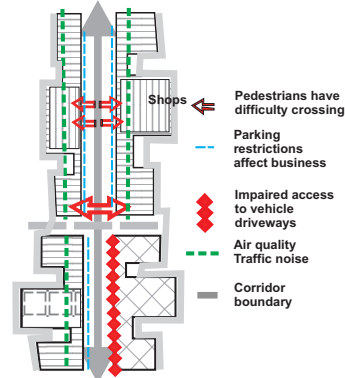 Shops
Pedestrians have
difficulty crossing
Parking
restrictions
affect business
Impaired access
to vehicle
driveways
Air quality
Traffic noise
Corridor
boundary